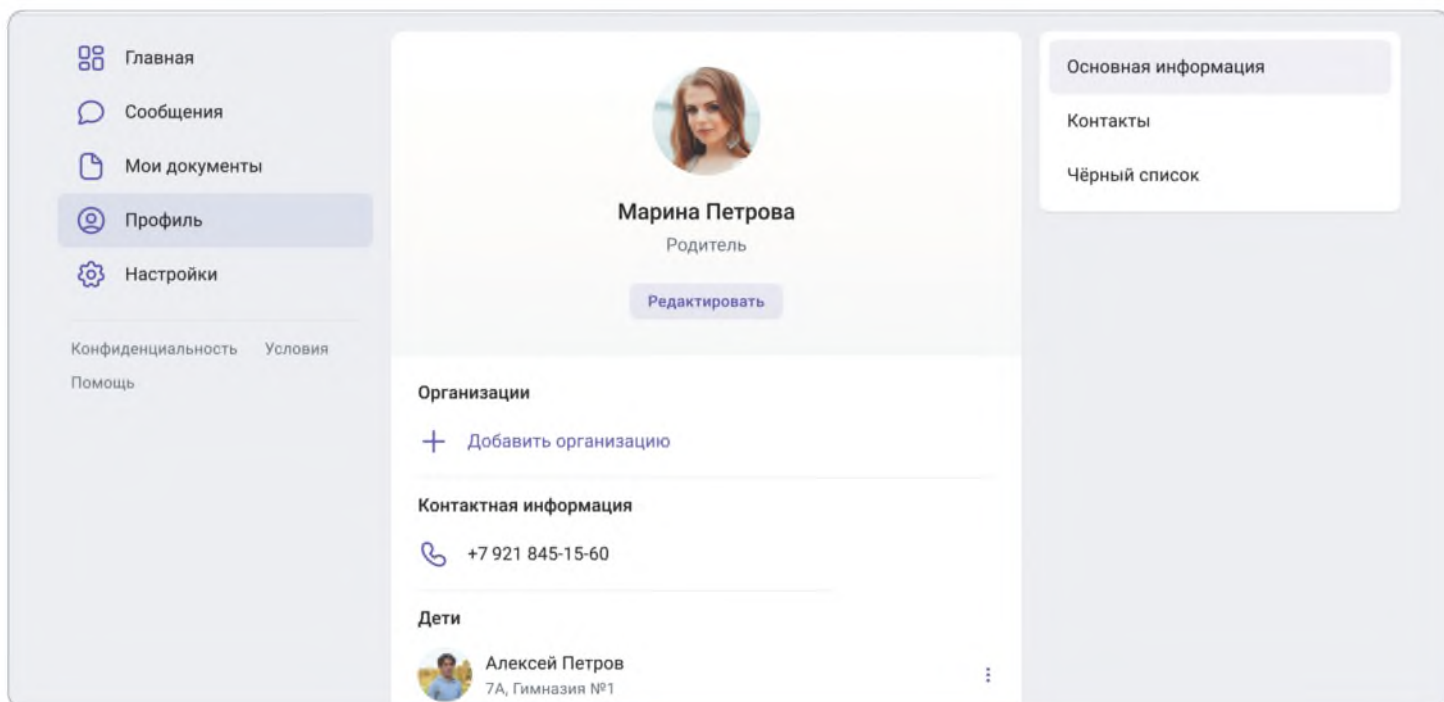 Главная
Сообщения
Мои документы
Профиль
Настройки
Конфиденциальность Условия
Помощь
Марина Петрова
Родитель
Редактировать
Организации
Добавить организацию
Контактная информация
+7 921 845-15-60
Дети
Алексей Петров
7А, Гимназия №1
Основная информация
Контакты
Чёрный список